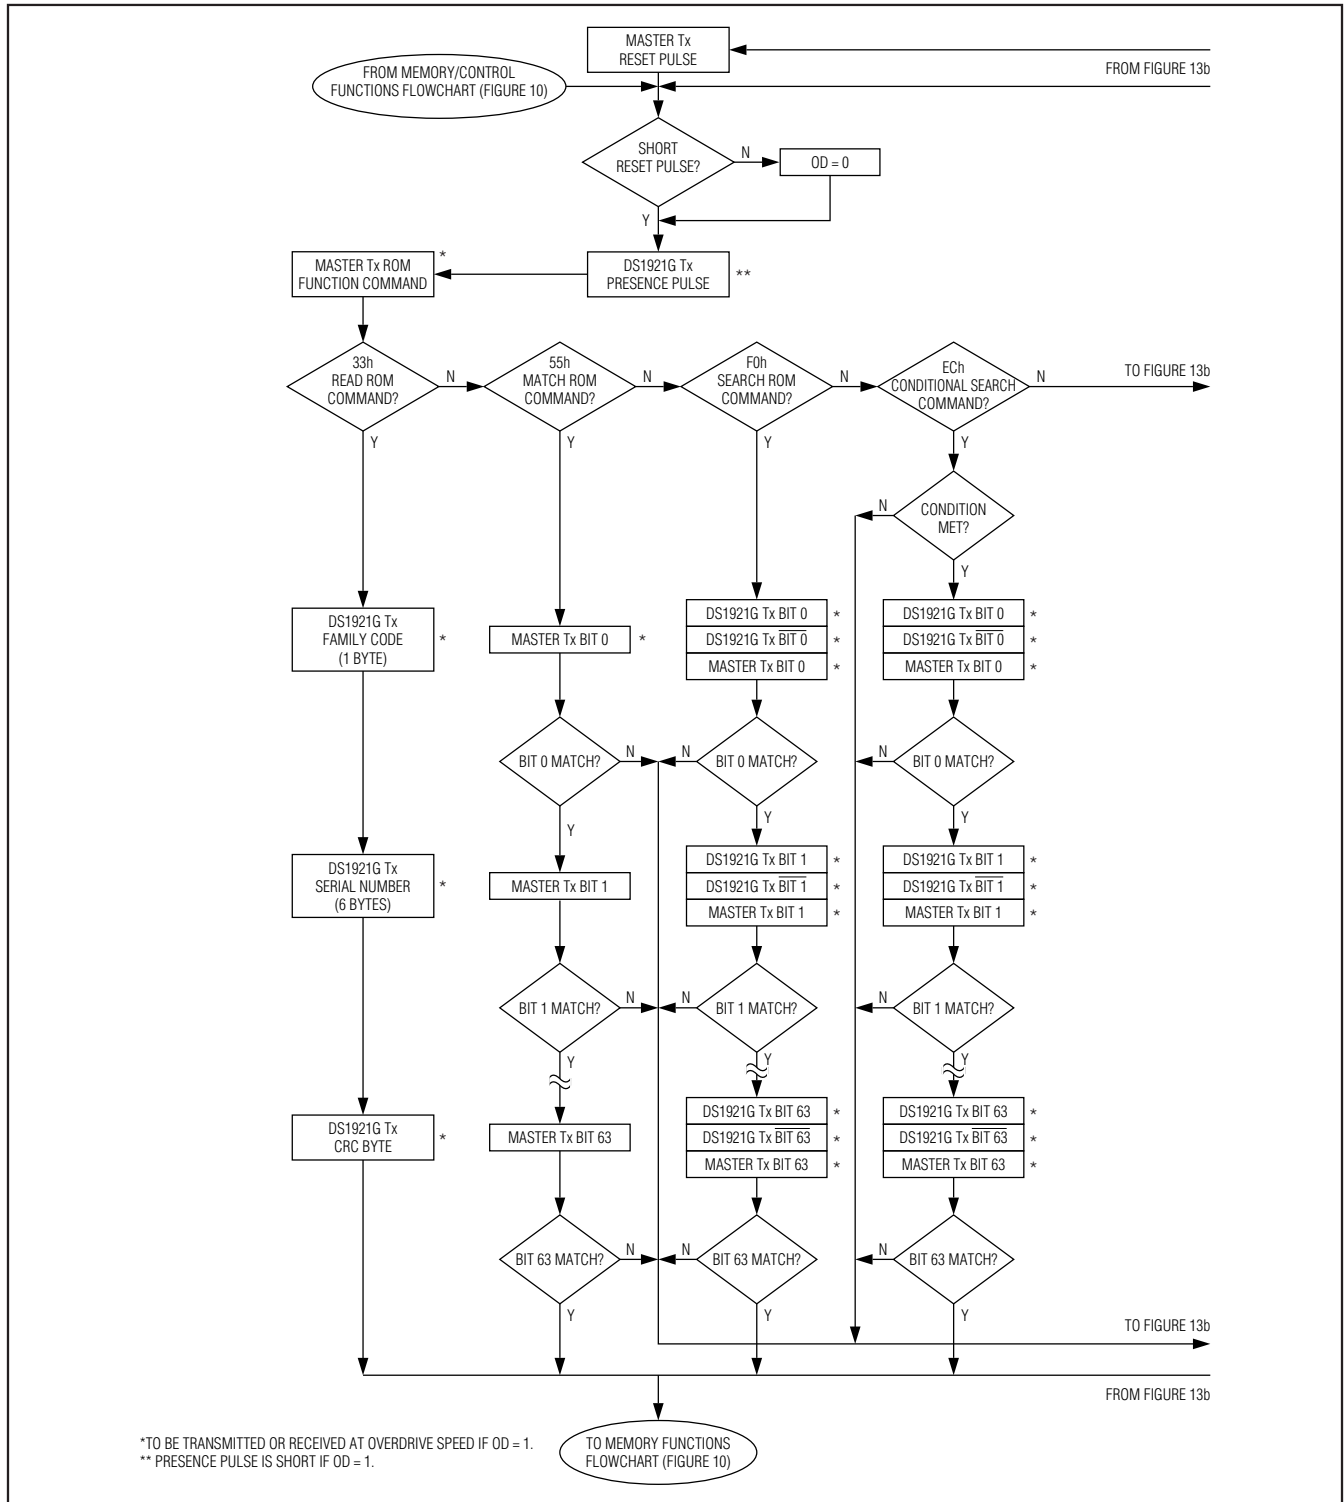 MASTER Tx
RESET PULSE
FROM FIGURE 13b
FROM MEMORY/CONTROL
FUNCTIONS FLOWCHART (FIGURE 10)
SHORT
RESET PULSE?
N
OD = 0
Y
MASTER Tx ROM
FUNCTION COMMAND
*
DS1921G Tx
PRESENCE PULSE
**
33h
READ ROM
COMMAND?
N
Y
55h
MATCH ROM
COMMAND?
N
Y
F0h
SEARCH ROM
COMMAND?
N
Y
ECh
CONDITIONAL SEARCH
COMMAND?
N
Y
TO FIGURE 13b
CONDITION
MET?
N
Y
DS1921G Tx
FAMILY CODE
(1 BYTE)
*
MASTER Tx BIT 0
*
DS1921G Tx BIT 0
*
DS1921G Tx B̅I̅T̅ ̅0̅
*
MASTER Tx BIT 0
*
DS1921G Tx BIT 0
*
DS1921G Tx B̅I̅T̅ ̅0̅
*
MASTER Tx BIT 0
*
BIT 0 MATCH?
N
Y
N
BIT 0 MATCH?
Y
N
BIT 0 MATCH?
Y
DS1921G Tx
SERIAL NUMBER
(6 BYTES)
*
MASTER Tx BIT 1
DS1921G Tx BIT 1
*
DS1921G Tx B̅I̅T̅ ̅1̅
*
MASTER Tx BIT 1
*
DS1921G Tx BIT 1
*
DS1921G Tx B̅I̅T̅ ̅1̅
*
MASTER Tx BIT 1
*
BIT 1 MATCH?
N
Y
N
BIT 1 MATCH?
Y
N
BIT 1 MATCH?
Y
DS1921G Tx
CRC BYTE
*
MASTER Tx BIT 63
DS1921G Tx BIT 63
*
DS1921G Tx B̅I̅T̅ ̅6̅3̅
*
MASTER Tx BIT 63
*
DS1921G Tx BIT 63
*
DS1921G Tx B̅I̅T̅ ̅6̅3̅
*
MASTER Tx BIT 63
*
BIT 63 MATCH?
N
Y
N
BIT 63 MATCH?
Y
N
BIT 63 MATCH?
Y
TO FIGURE 13b
FROM FIGURE 13b
*TO BE TRANSMITTED OR RECEIVED AT OVERDRIVE SPEED IF OD = 1.
** PRESENCE PULSE IS SHORT IF OD = 1.
TO MEMORY FUNCTIONS
FLOWCHART (FIGURE 10)